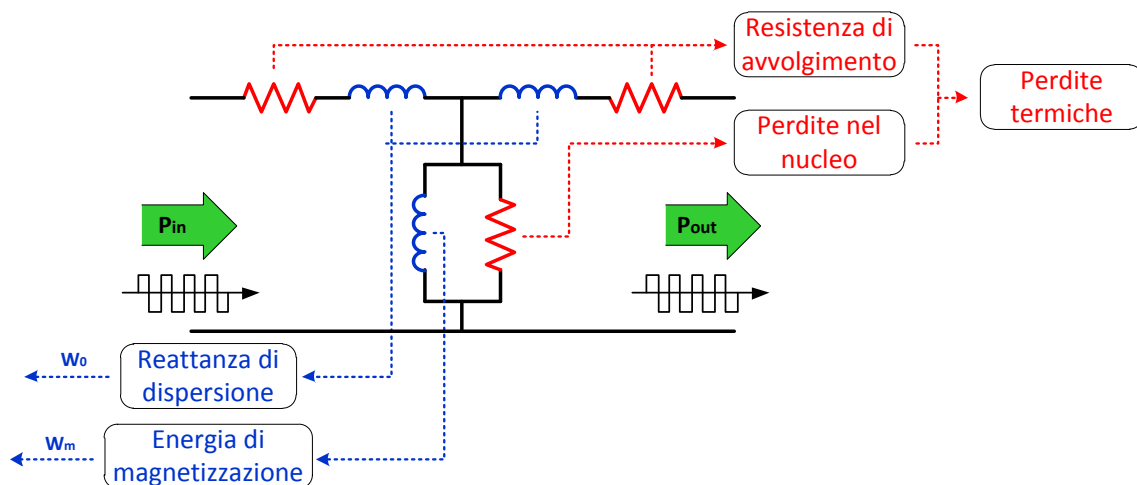 Resistenza di
avvolgimento
Perdite
termiche
Perdite nel
nucleo
Pin
Pout
W0
Reattanza di
dispersione
Wm
Energia di
magnetizzazione